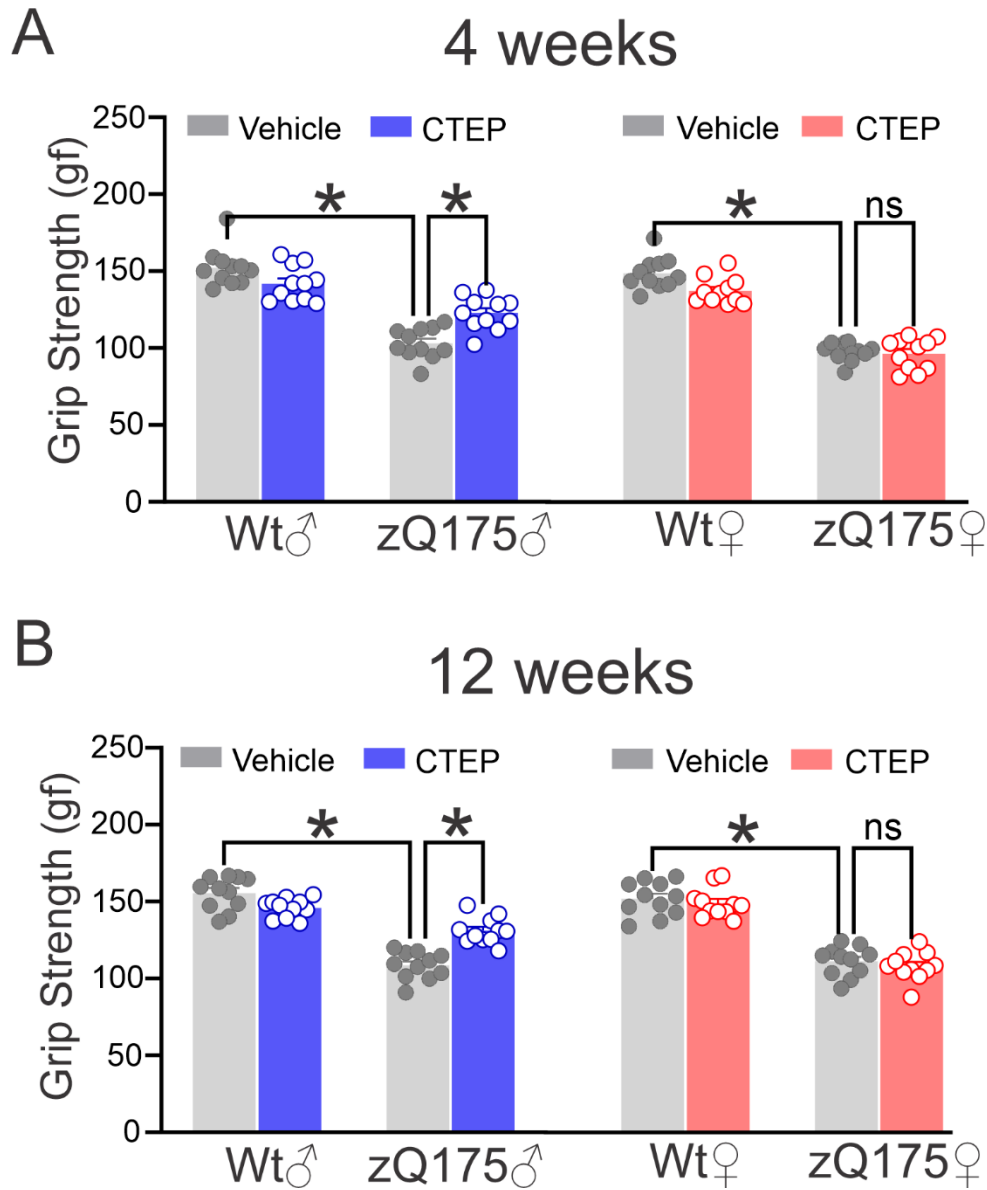 A
4 weeks
Vehicle CTEP Vehicle CTEP
250
200
150
100
50
0
Grip Strength (gf)
* * * ns
Wt♂ zQ175♂ Wt♀ zQ175♀
B
12 weeks
Vehicle CTEP Vehicle CTEP
250
200
150
100
50
0
Grip Strength (gf)
* * * ns
Wt♂ zQ175♂ Wt♀ zQ175♀